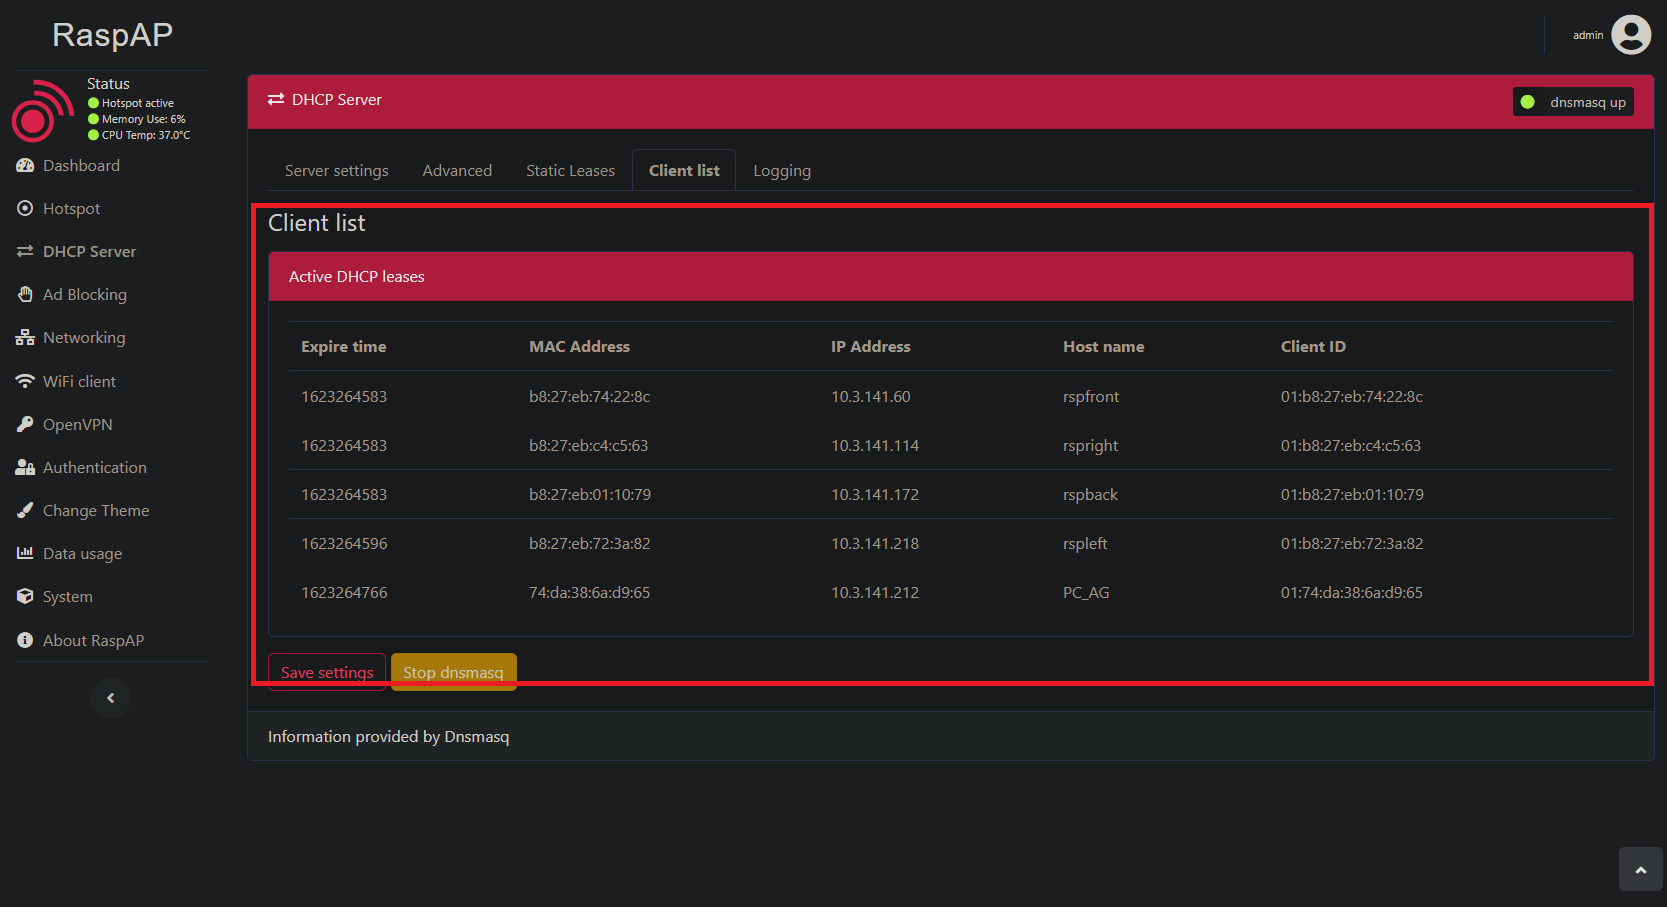 RaspAP
admin
Status
Hotspot active
Memory Use: 6%
CPU Temp: 37.0°C
Dashboard
Hotspot
DHCP Server
Ad Blocking
Networking
WiFi client
OpenVPN
Authentication
Change Theme
Data usage
System
About RaspAP
DHCP Server
dnsmasq up
Server settings Advanced Static Leases Client list Logging
Client list
Active DHCP leases
Expire time MAC Address IP Address Host name Client ID
1623264583 b8:27:eb:74:22:8c 10.3.141.60 rspfront 01:b8:27:eb:74:22:8c
1623264583 b8:27:eb:c4:c5:63 10.3.141.114 rspright 01:b8:27:eb:c4:c5:63
1623264583 b8:27:eb:01:10:79 10.3.141.172 rspback 01:b8:27:eb:01:10:79
1623264596 b8:27:eb:72:3a:82 10.3.141.218 rspleft 01:b8:27:eb:72:3a:82
1623264766 74:da:38:6a:d9:65 10.3.141.212 PC_AG 01:74:da:38:6a:d9:65
Save settings Stop dnsmasq
Information provided by Dnsmasq